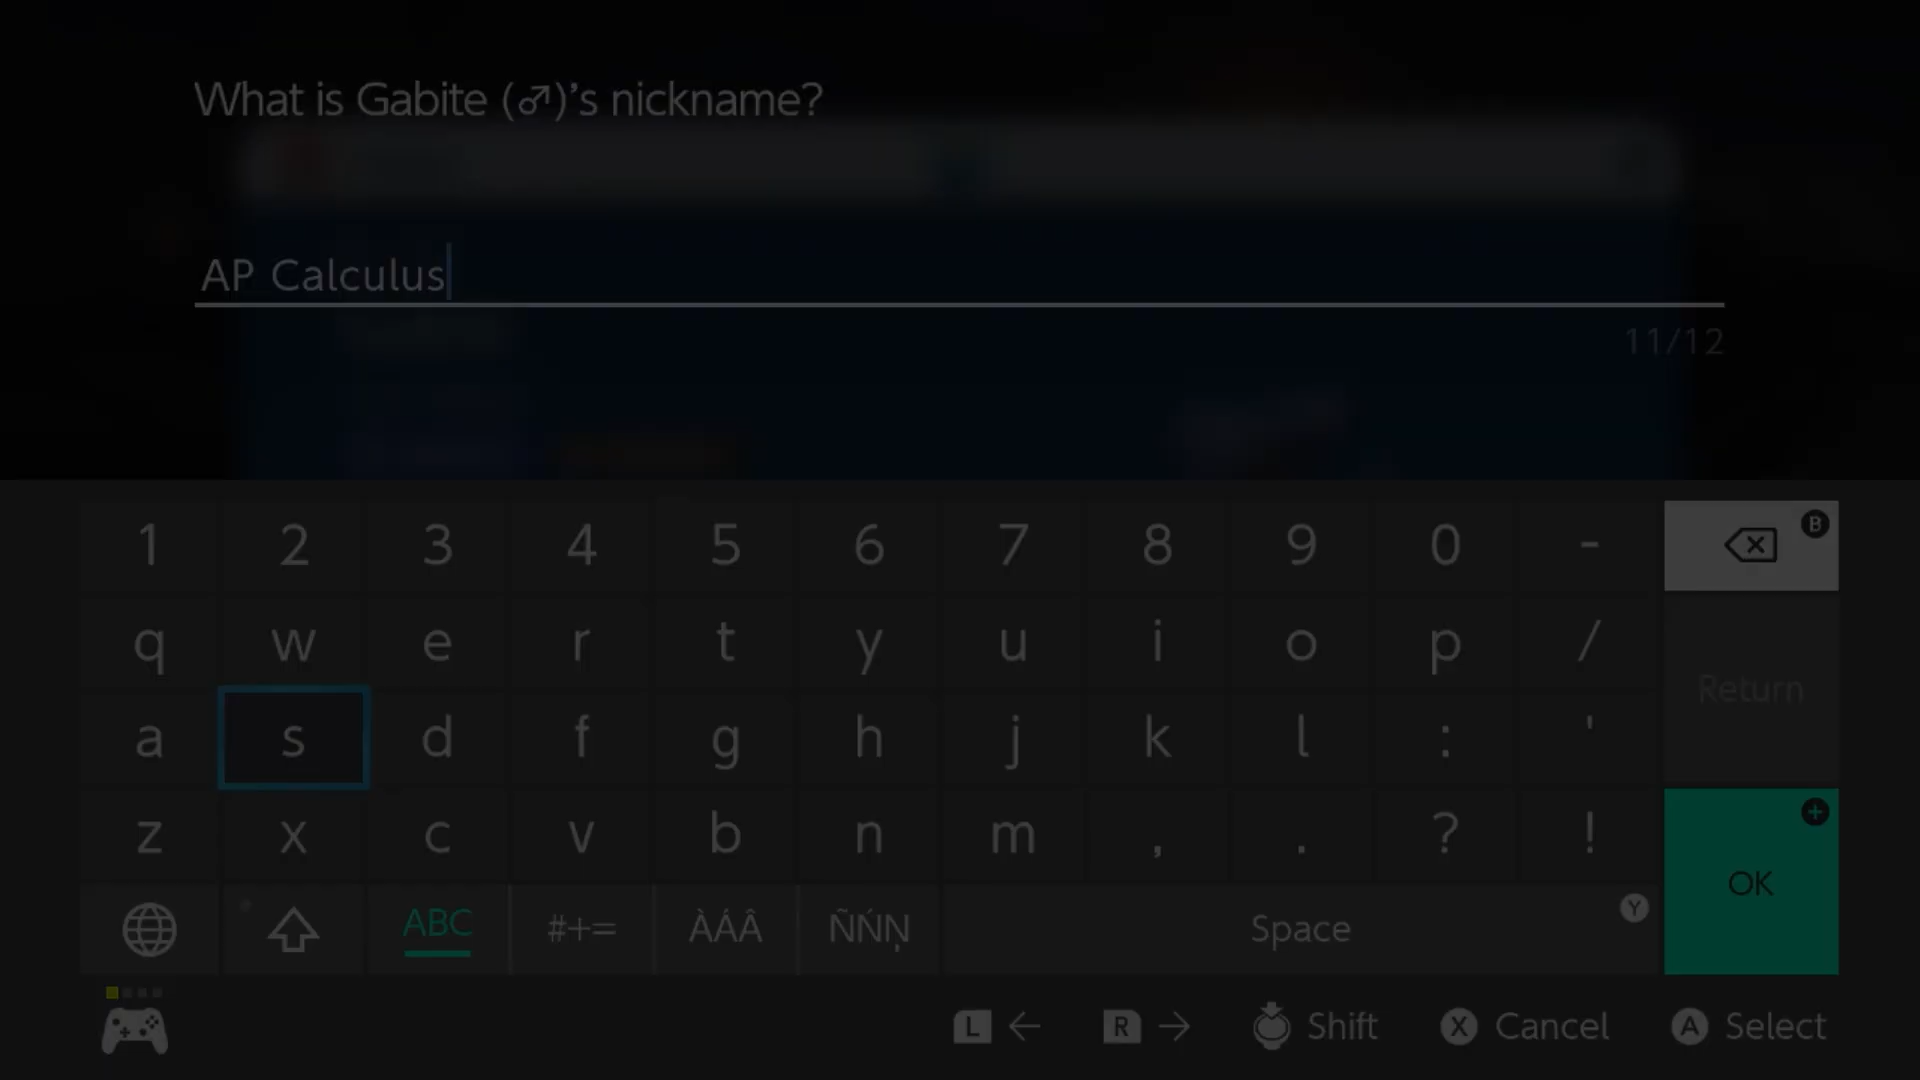 What is Gabite (♂)’s nickname?
AP Calculus
11/12
1 2 3 4 5 6 7 8 9 0 - B
q w e r t y u i o p / Return
a s d f g h j k l : '
z x c v b n m , . ? ! + OK
ABC #+= ÀÁÂ ÑŃŅ Space Y
L ← R → Shift X Cancel A Select